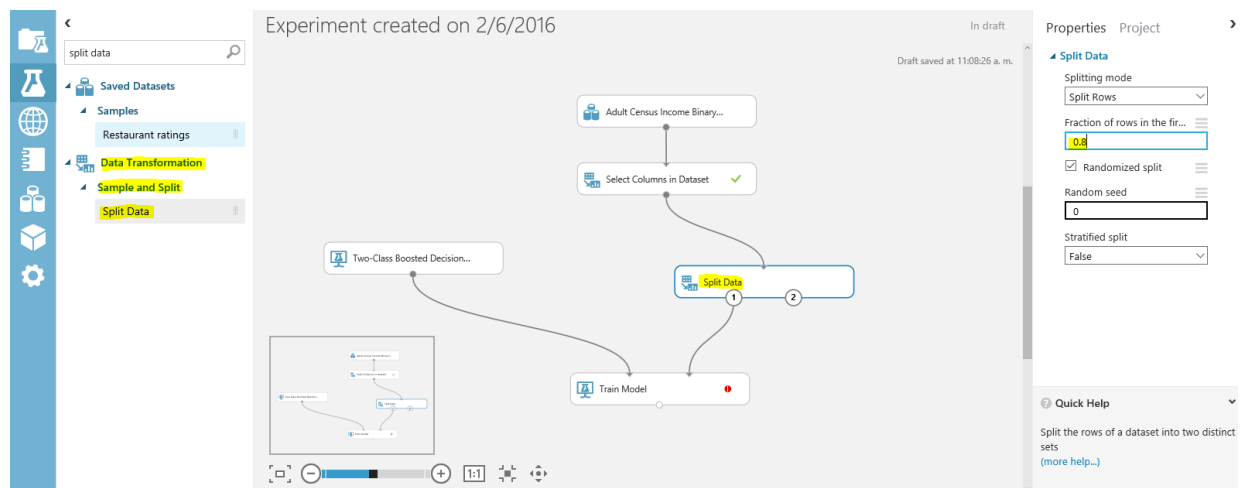 Experiment created on 2/6/2016
In draft
Draft saved at 11:08:26 a. m.
split data
Saved Datasets
Samples
Restaurant ratings
Data Transformation
Sample and Split
Split Data
Adult Census Income Binary...
Select Columns in Dataset
Two-Class Boosted Decision...
Split Data
1
2
Train Model
1:1
Properties Project
Split Data
Splitting mode
Split Rows
Fraction of rows in the fir...
0.8
Randomized split
Random seed
0
Stratified split
False
Quick Help
Split the rows of a dataset into two distinct
sets
(more help...)